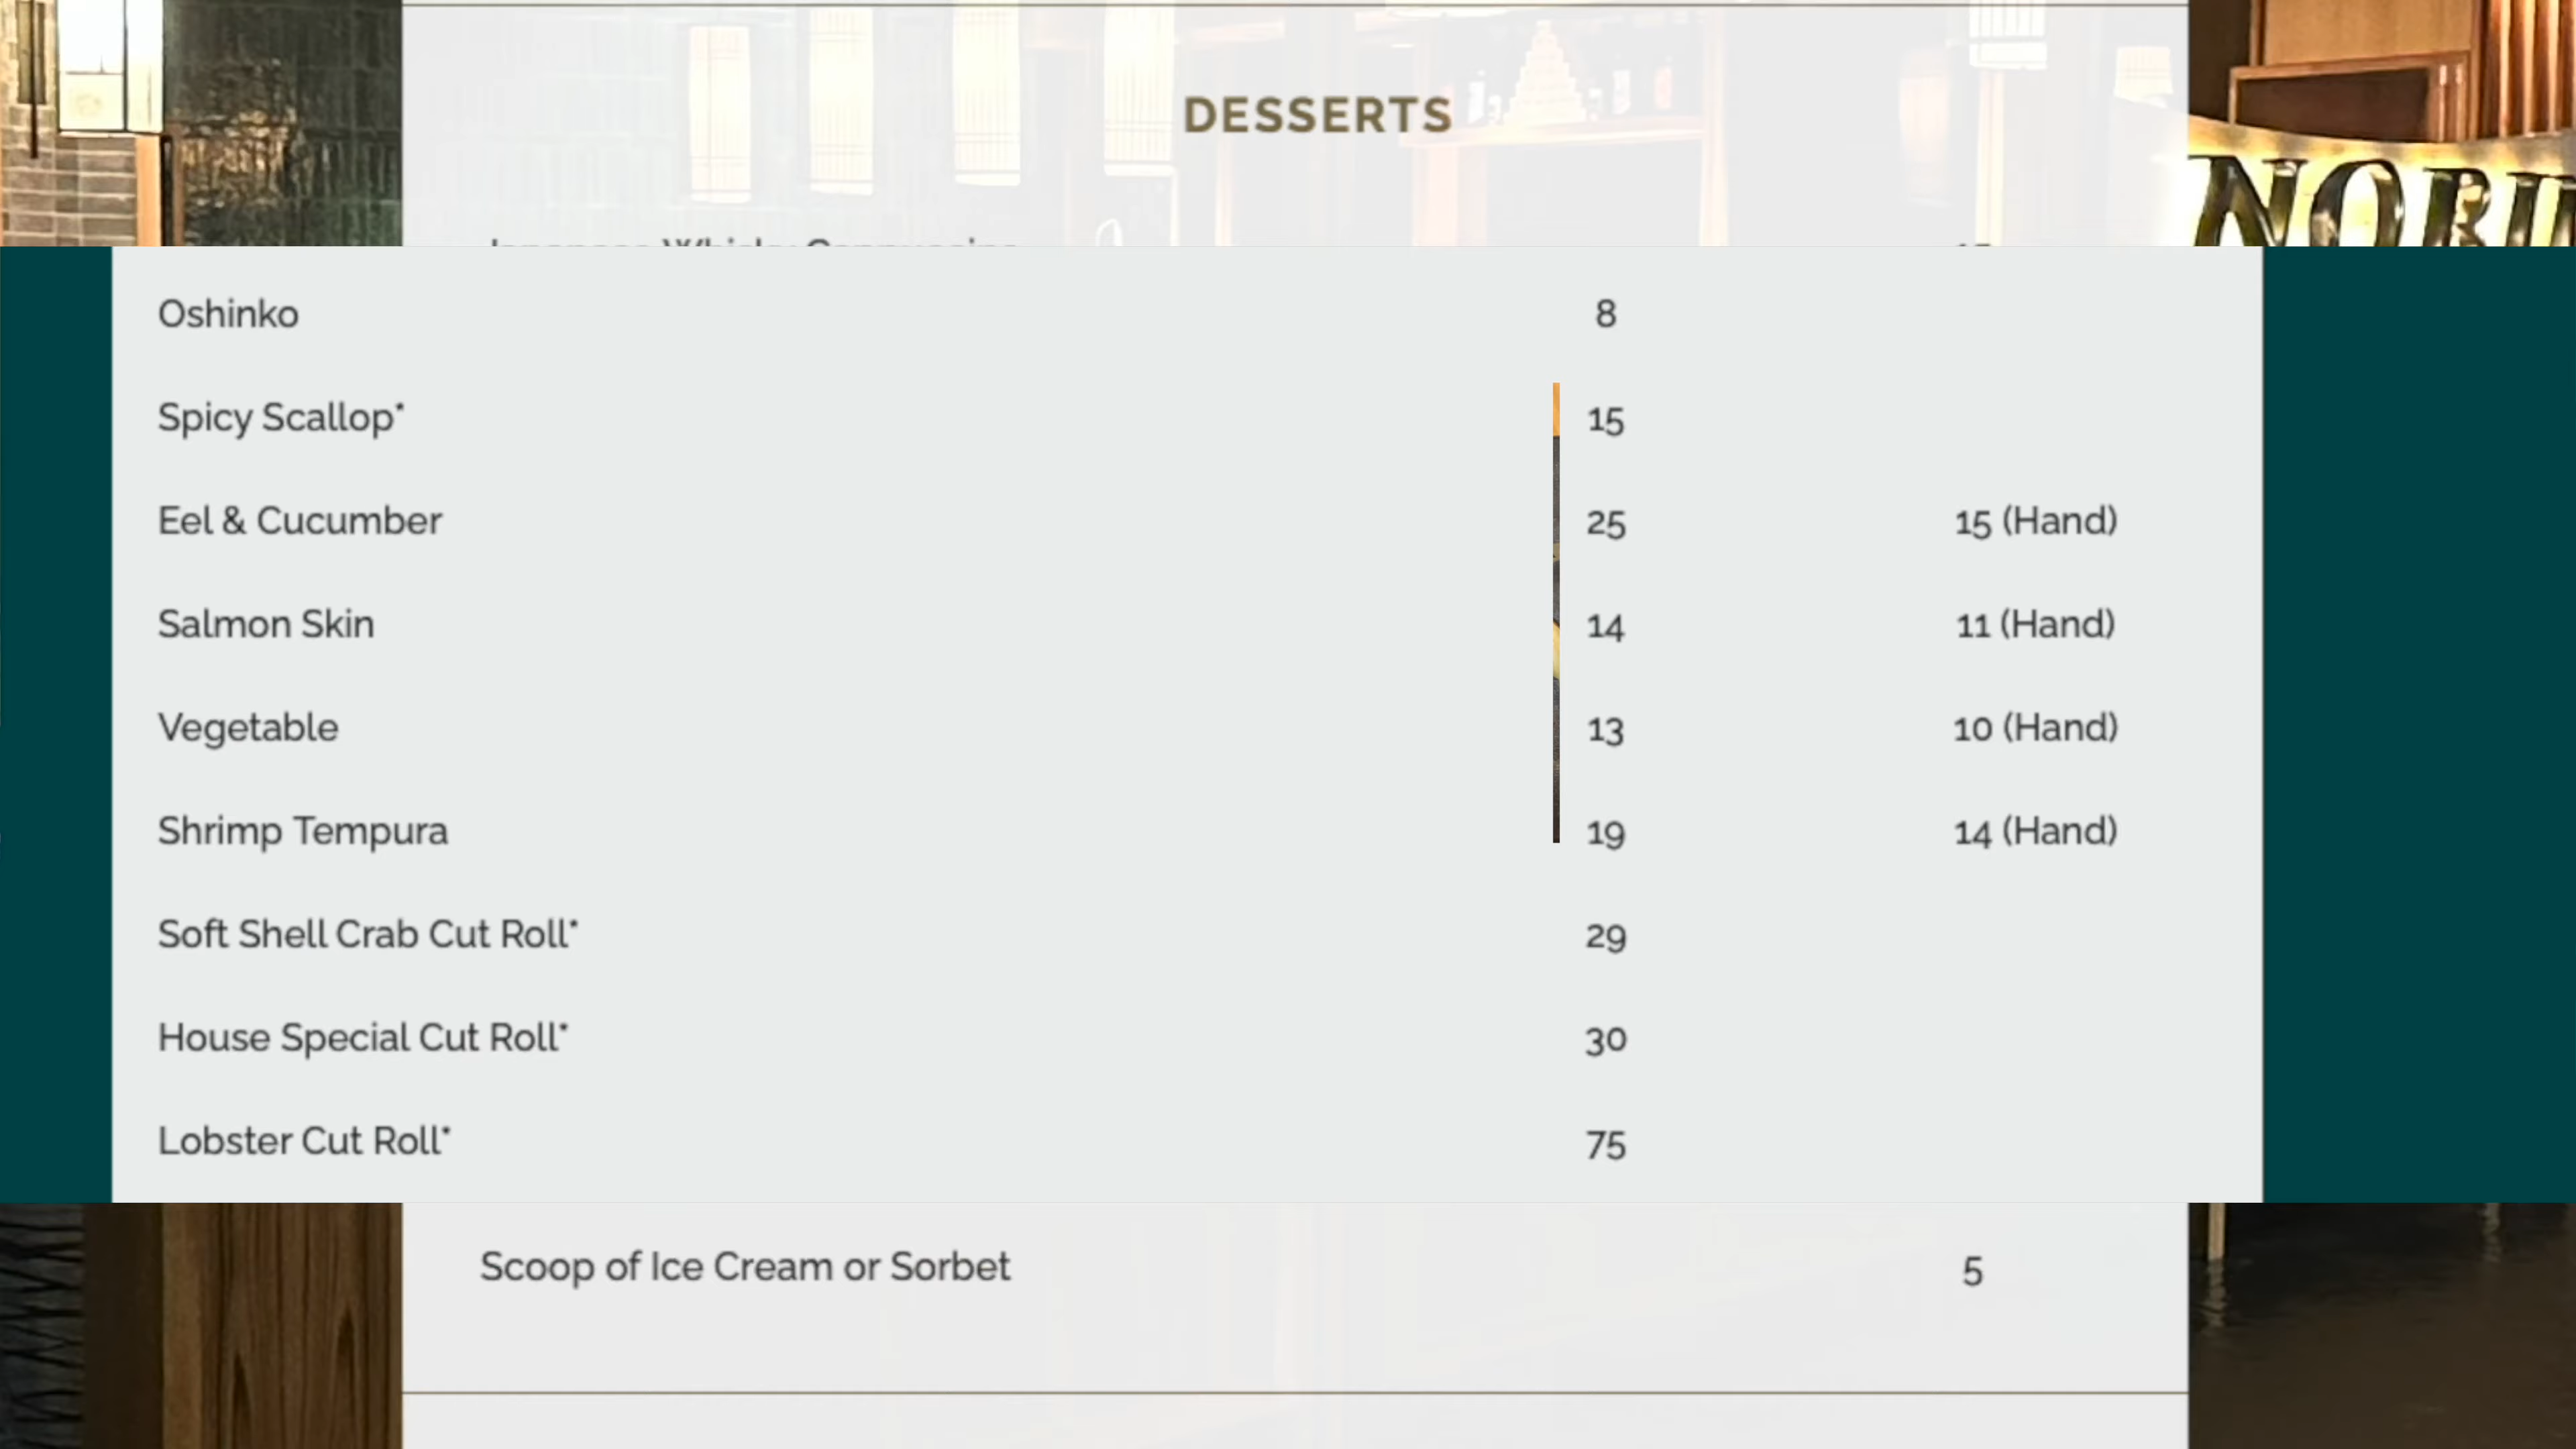 DESSERTS
NOBU
Oshinko 8
Spicy Scallop* 15
Eel & Cucumber 25 15 (Hand)
Salmon Skin 14 11 (Hand)
Vegetable 13 10 (Hand)
Shrimp Tempura 19 14 (Hand)
Soft Shell Crab Cut Roll* 29
House Special Cut Roll* 30
Lobster Cut Roll* 75
Scoop of Ice Cream or Sorbet 5